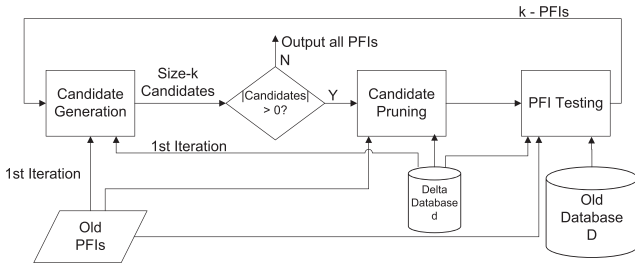 k - PFIs
Output all PFIs
N
Size-k
Candidates
Candidate
Generation
|Candidates|
> 0?
Y
Candidate
Pruning
PFI Testing
1st Iteration
1st Iteration
Delta
Database
d
Old
Database
D
Old
PFIs